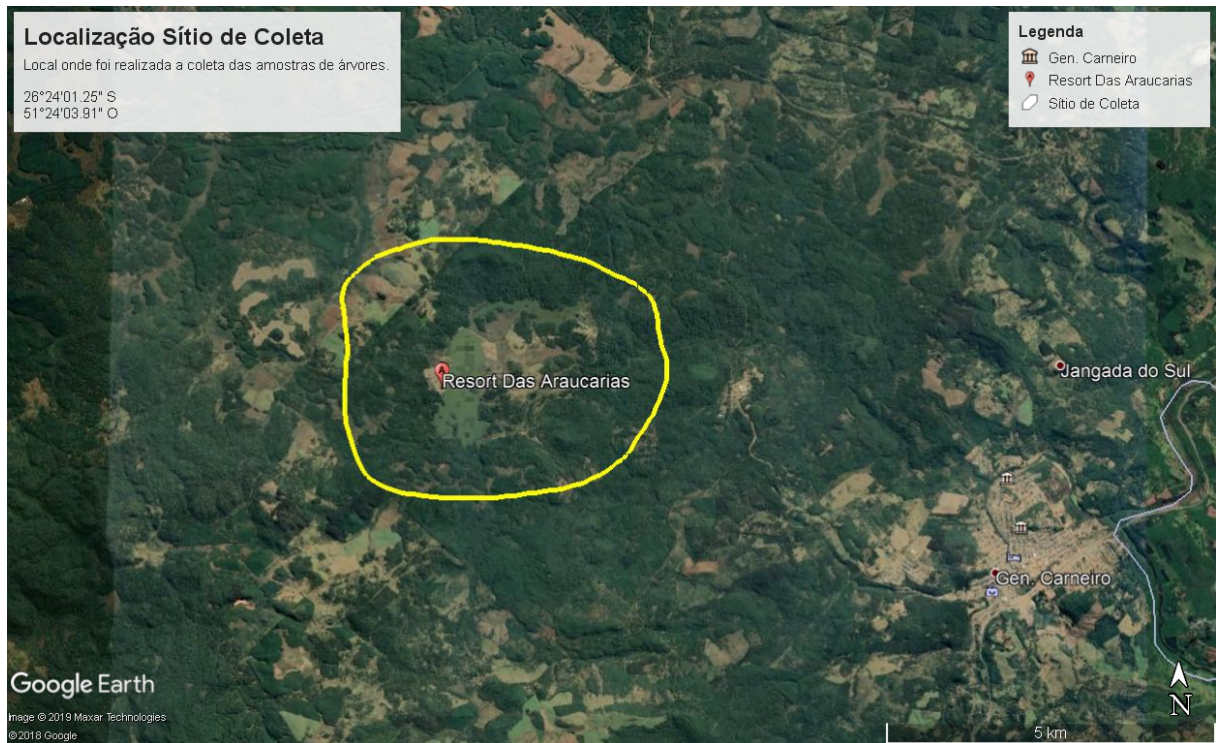 Localização Sítio de Coleta
Local onde foi realizada a coleta das amostras de árvores.
26°24'01.25" S
51°24'03.91" O
Legenda
Gen. Carneiro
Resort Das Araucarias
Sítio de Coleta
A
Resort Das Araucarias
Jangada do Sul
Gen. Carneiro
Google Earth
Image © 2019 Maxar Technologies
© 2018 Google
N
5 km